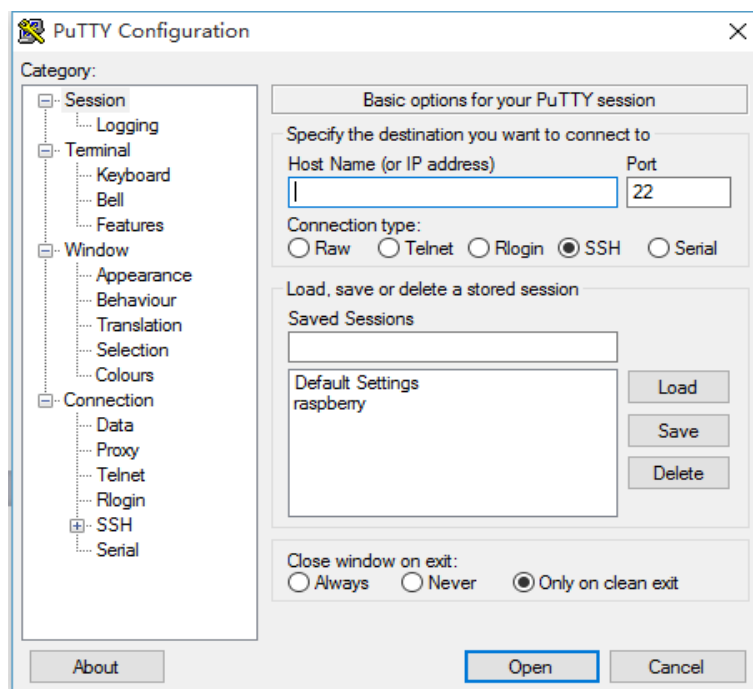 PuTTY Configuration
Category:
Session
Logging
Terminal
Keyboard
Bell
Features
Window
Appearance
Behaviour
Translation
Selection
Colours
Connection
Data
Proxy
Telnet
Rlogin
SSH
Serial
Basic options for your PuTTY session
Specify the destination you want to connect to
Host Name (or IP address) Port
22
Connection type:
Raw Telnet Rlogin SSH Serial
Load, save or delete a stored session
Saved Sessions
Default Settings
raspberry
Load
Save
Delete
Close window on exit:
Always Never Only on clean exit
About Open Cancel